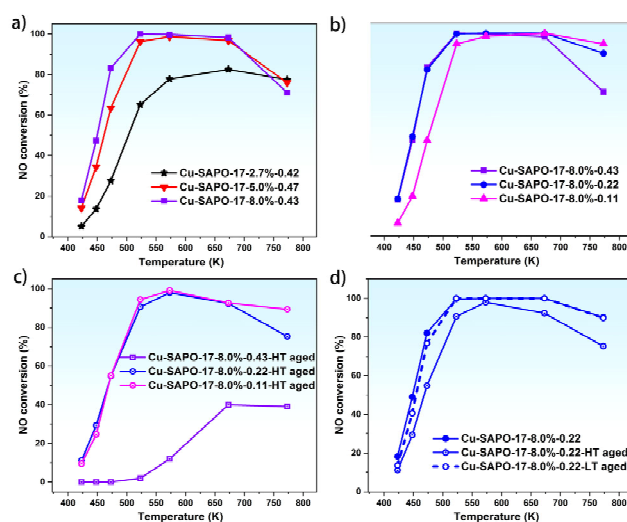 a)
NO conversion (%)
100
80
60
40
20
0
Cu-SAPO-17-2.7%-0.42
Cu-SAPO-17-5.0%-0.47
Cu-SAPO-17-8.0%-0.43
400 450 500 550 600 650 700 750 800
Temperature (K)
b)
Cu-SAPO-17-8.0%-0.43
Cu-SAPO-17-8.0%-0.22
Cu-SAPO-17-8.0%-0.11
400 450 500 550 600 650 700 750 800
Temperature (K)
c)
NO conversion (%)
100
80
60
40
20
0
Cu-SAPO-17-8.0%-0.43-HT aged
Cu-SAPO-17-8.0%-0.22-HT aged
Cu-SAPO-17-8.0%-0.11-HT aged
400 450 500 550 600 650 700 750 800
Temperature (K)
d)
NO conversion (%)
100
80
60
40
20
0
Cu-SAPO-17-8.0%-0.22
Cu-SAPO-17-8.0%-0.22-HT aged
Cu-SAPO-17-8.0%-0.22-LT aged
400 450 500 550 600 650 700 750 800
Temperature (K)